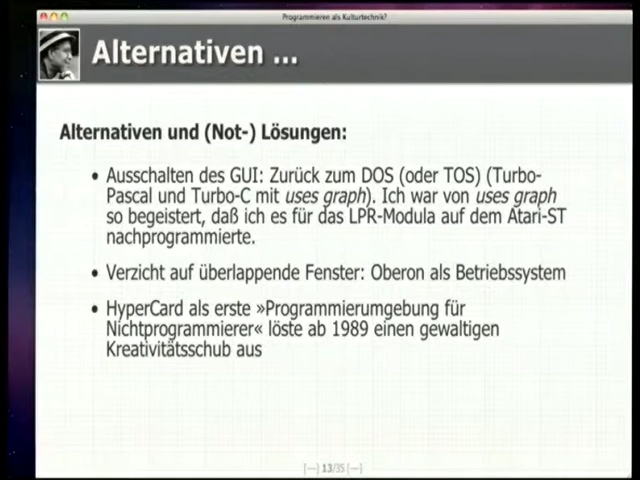 Programmieren als Kulturtechnik?
Alternativen ...
Alternativen und (Not-) Lösungen:
• Ausschalten des GUI: Zurück zum DOS (oder TOS) (Turbo-
Pascal und Turbo-C mit uses graph). Ich war von uses graph
so begeistert, daß ich es für das LPR-Modula auf dem Atari-ST
nachprogrammierte.
• Verzicht auf überlappende Fenster: Oberon als Betriebssystem
• HyperCard als erste »Programmierumgebung für
Nichtprogrammierer« löste ab 1989 einen gewaltigen
Kreativitätsschub aus
[—] 13/35 [—]